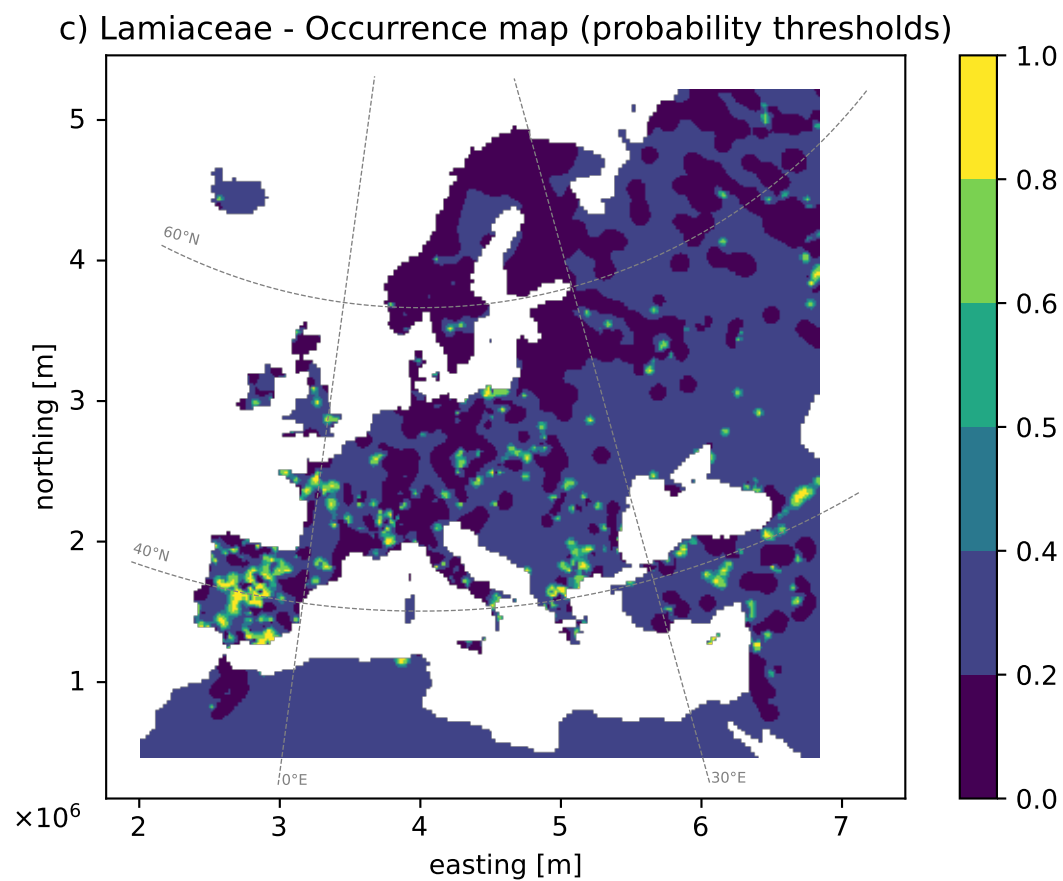 c) Lamiaceae - Occurrence map (probability thresholds)
northing [m]
5
4
3
2
1
60°N
40°N
0°E
30°E
×10⁶
2 3 4 5 6 7
easting [m]
1.0
0.8
0.6
0.5
0.4
0.2
0.0